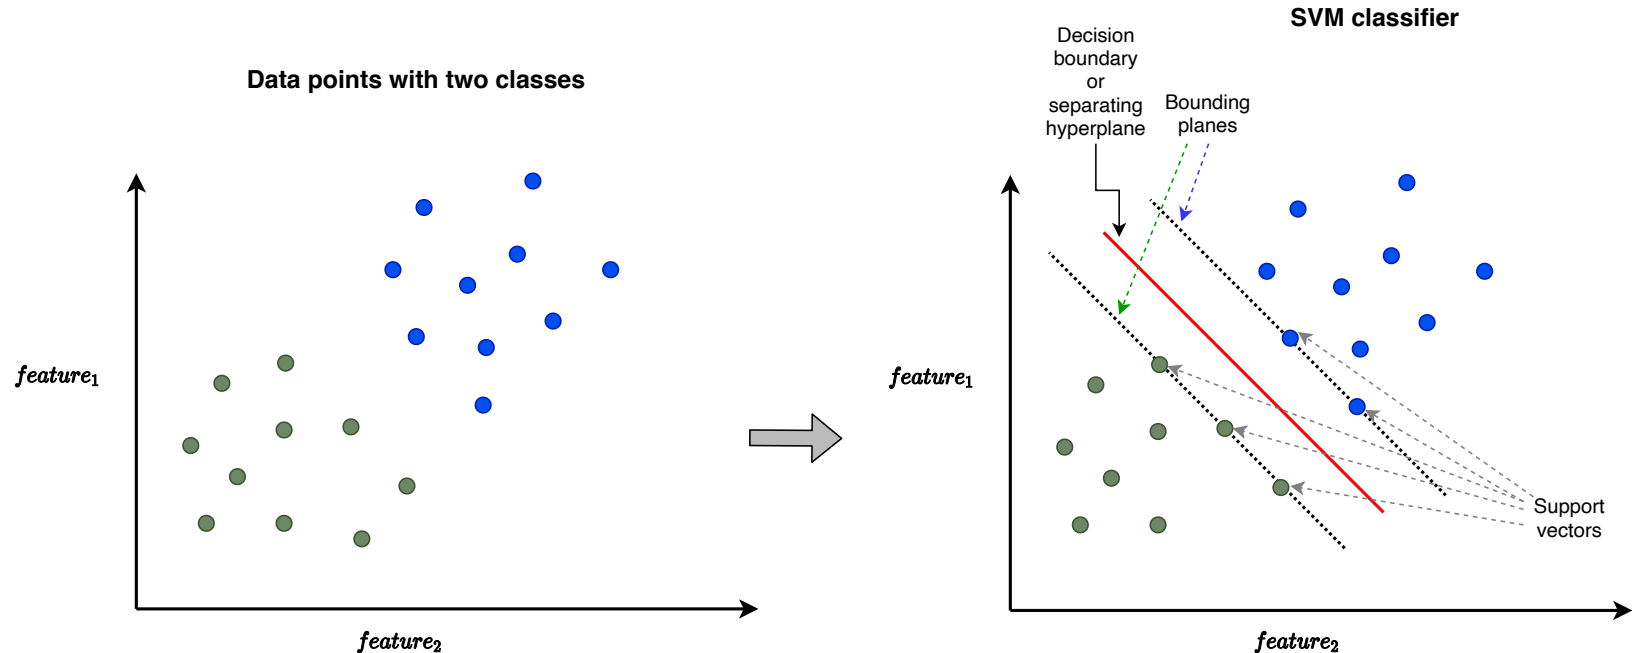 Data points with two classes
feature₁
feature₂
SVM classifier
Decision
boundary
or
separating
hyperplane
Bounding
planes
feature₁
Support
vectors
feature₂